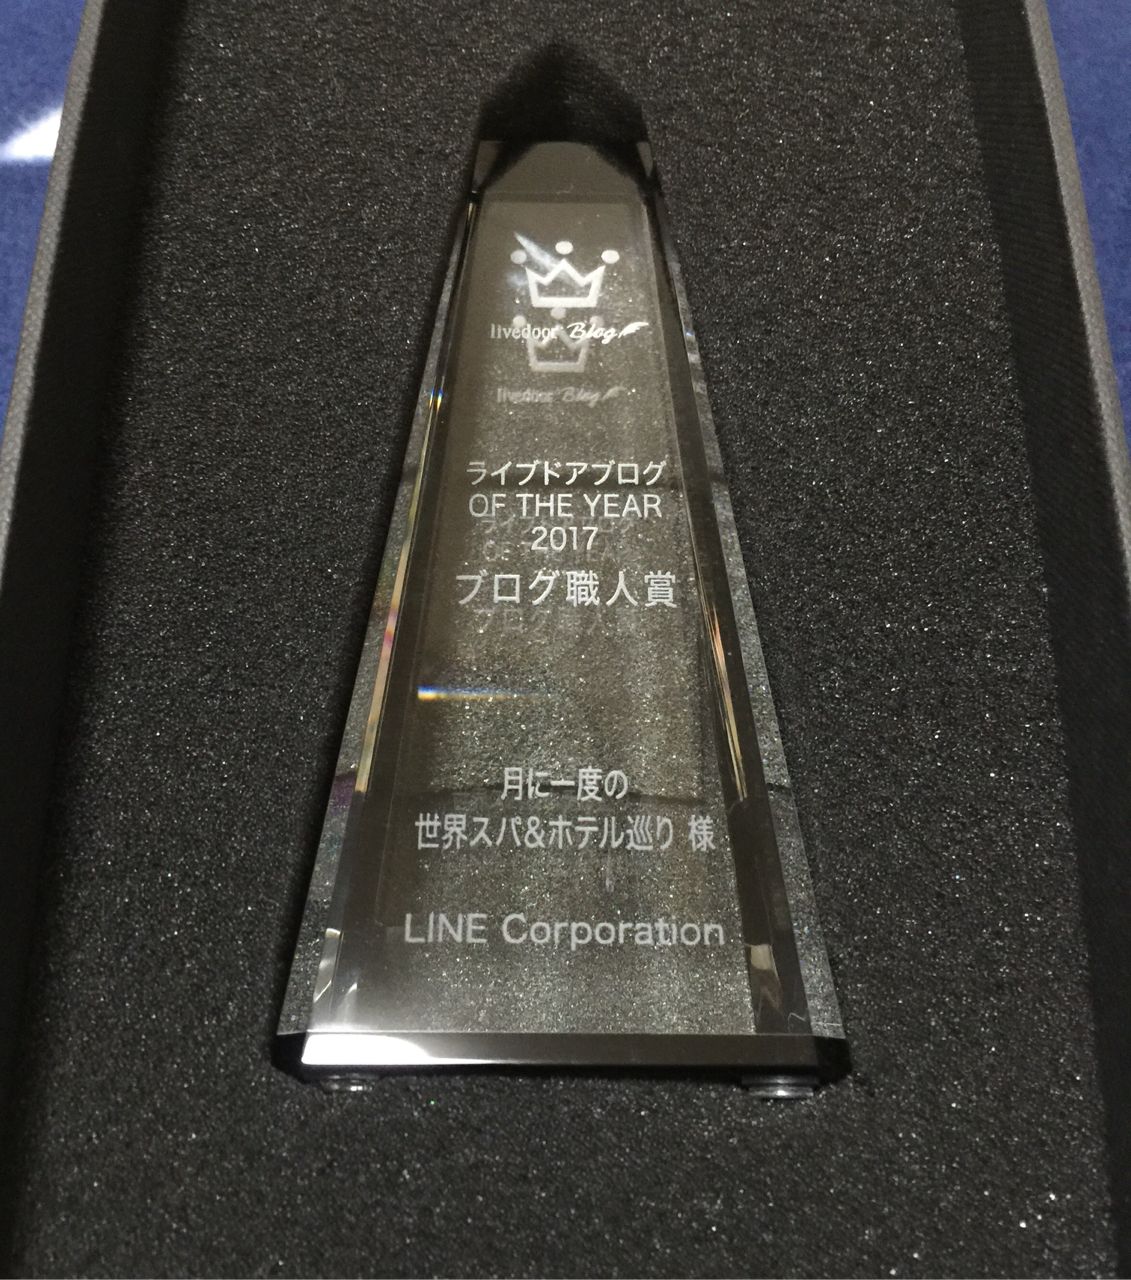 livedoor Blog
ライブドアブログ
OF THE YEAR
2017
ブログ職人賞
月に一度の
世界スパ&ホテル巡り 様
LINE Corporation